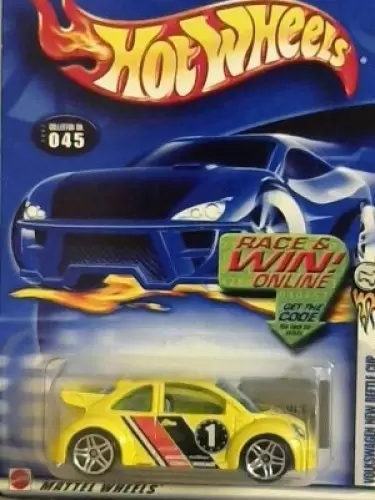 HOT WHEELS
COLLECTOR NO.
045
RACE &
WIN!
ONLINE
GET THE
CODE!
VOLKSWAGEN NEW BEETLE CUP
1
MATTEL WHEELS